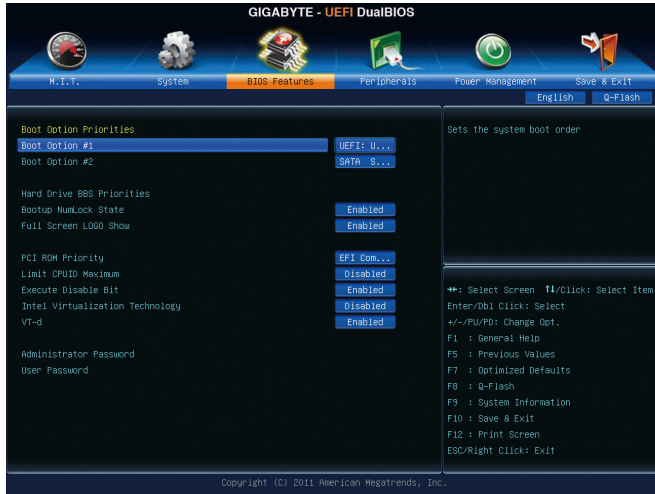 GIGABYTE - UEFI DualBIOS
M.I.T. System BIOS Features Peripherals Power Management Save & Exit
English Q-Flash
Boot Option Priorities
Boot Option #1 UEFI: U...
Boot Option #2 SATA S...
Hard Drive BBS Priorities
Bootup NumLock State Enabled
Full Screen LOGO Show Enabled
PCI ROM Priority EFI Com...
Limit CPUID Maximum Disabled
Execute Disable Bit Enabled
Intel Virtualization Technology Disabled
VT-d Enabled
Administrator Password
User Password
Sets the system boot order
→←: Select Screen ↑↓/Click: Select Item
Enter/Dbl Click: Select
+/-/PU/PD: Change Opt.
F1 : General Help
F5 : Previous Values
F7 : Optimized Defaults
F8 : Q-Flash
F9 : System Information
F10 : Save & Exit
F12 : Print Screen
ESC/Right Click: Exit
Copyright (C) 2011 American Megatrends, Inc.